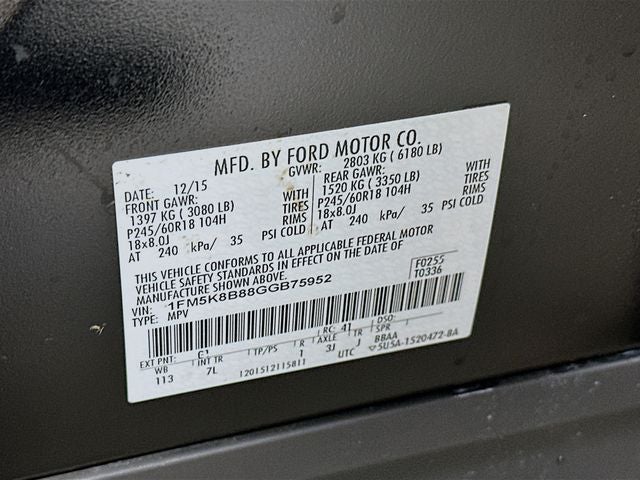 MFD. BY FORD MOTOR CO.
DATE: 12/15 GVWR: 2803 KG ( 6180 LB)
FRONT GAWR: WITH REAR GAWR: WITH
1397 KG ( 3080 LB) TIRES 1520 KG ( 3350 LB) TIRES
P245/60R18 104H RIMS P245/60R18 104H RIMS
18x8.0J 18x8.0J
AT 240 kPa/ 35 PSI COLD AT 240 kPa/ 35 PSI COLD
THIS VEHICLE CONFORMS TO ALL APPLICABLE FEDERAL MOTOR
VEHICLE SAFETY STANDARDS IN EFFECT ON THE DATE OF
MANUFACTURE SHOWN ABOVE.
VIN: 1FM5K8B88GGB75952
TYPE: MPV
F0255
T0336
EXT PNT: RC: 41 DSO:
WB INT TR TP/PS R AXLE TR SPR
113 7L 1 3J J BBAA
1201512115811 UTC 5U5A-1520472-BA